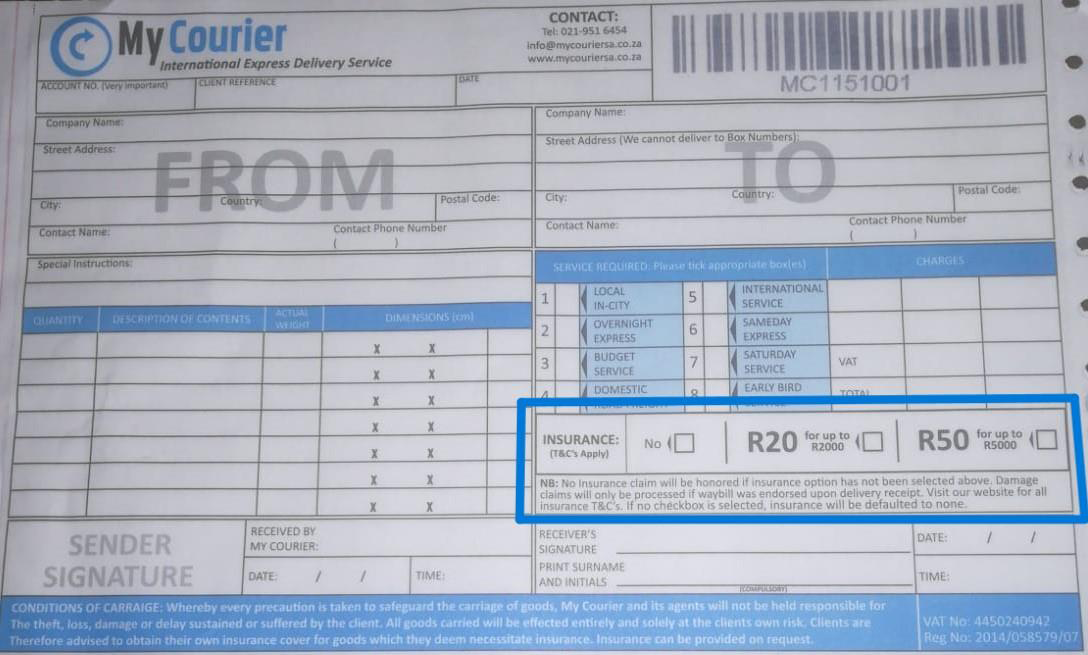 My Courier
International Express Delivery Service
CONTACT:
Tel: 021-951 6454
info@mycouriersa.co.za
www.mycouriersa.co.za
MC1151001
ACCOUNT NO. (Very important)
CLIENT REFERENCE
DATE
FROM
Company Name:
Street Address:
City: Country: Postal Code:
Contact Name: Contact Phone Number
( )
TO
Company Name:
Street Address (We cannot deliver to Box Numbers):
City: Country: Postal Code:
Contact Name: Contact Phone Number
( )
Special Instructions:
QUANTITY DESCRIPTION OF CONTENTS ACTUAL WEIGHT DIMENSIONS (cm)
X X
X X
X X
X X
X X
X X
X X
SERVICE REQUIRED: Please tick appropriate box(es) CHARGES
1 LOCAL IN-CITY 5 INTERNATIONAL SERVICE
2 OVERNIGHT EXPRESS 6 SAMEDAY EXPRESS
3 BUDGET SERVICE 7 SATURDAY SERVICE VAT
4 DOMESTIC 8 EARLY BIRD TOTAL
INSURANCE: No R20 for up to R2000 R50 for up to R5000
(T&C's Apply)
NB: No Insurance claim will be honored if insurance option has not been selected above. Damage
claims will only be processed if waybill was endorsed upon delivery receipt. Visit our website for all
insurance T&C's. If no checkbox is selected, insurance will be defaulted to none.
SENDER
SIGNATURE
RECEIVED BY
MY COURIER:
DATE: / / TIME:
RECEIVER'S
SIGNATURE
PRINT SURNAME
AND INITIALS
(COMPULSORY)
DATE: / /
TIME:
CONDITIONS OF CARRAIGE: Whereby every precaution is taken to safeguard the carriage of goods, My Courier and its agents will not be held responsible for
The theft, loss, damage or delay sustained or suffered by the client. All goods carried will be effected entirely and solely at the clients own risk. Clients are
Therefore advised to obtain their own insurance cover for goods which they deem necessitate insurance. Insurance can be provided on request.
VAT No: 4450240942
Reg No: 2014/058579/07